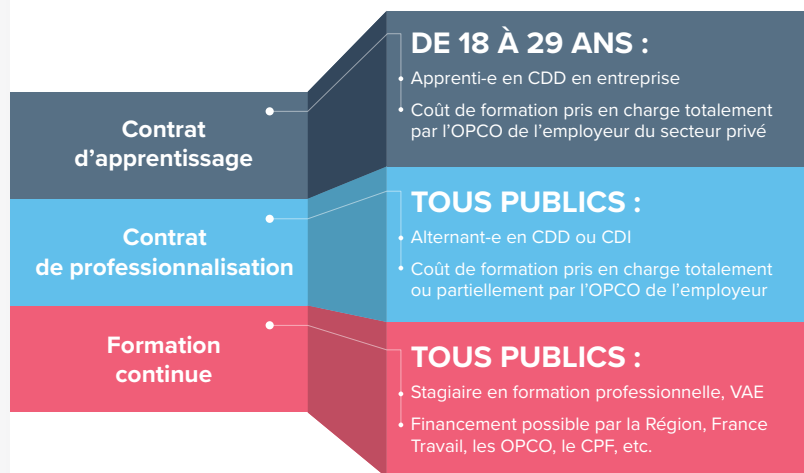 Contrat
d'apprentissage
DE 18 À 29 ANS :
Apprenti-e en CDD en entreprise
Coût de formation pris en charge totalement
par l'OPCO de l'employeur du secteur privé
Contrat
de professionnalisation
TOUS PUBLICS :
Alternant-e en CDD ou CDI
Coût de formation pris en charge totalement
ou partiellement par l'OPCO de l'employeur
Formation
continue
TOUS PUBLICS :
Stagiaire en formation professionnelle, VAE
Financement possible par la Région, France
Travail, les OPCO, le CPF, etc.